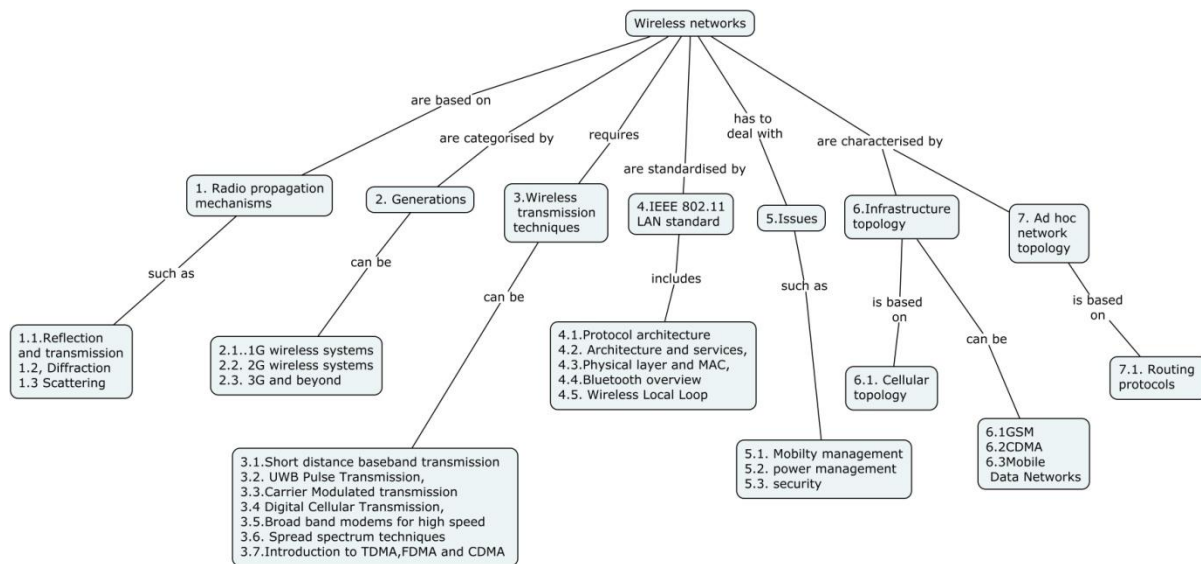 Wireless networks
are based on
are categorised by
requires
are standardised by
has to
deal with
are characterised by
1. Radio propagation
mechanisms
2. Generations
3.Wireless
transmission
techniques
4.IEEE 802.11
LAN standard
5.Issues
6.Infrastructure
topology
7. Ad hoc
network
topology
such as
can be
can be
includes
such as
is based
on
can be
is based
on
1.1.Reflection
and transmission
1.2, Diffraction
1.3 Scattering
2.1..1G wireless systems
2.2. 2G wireless systems
2.3. 3G and beyond
3.1.Short distance baseband transmission
3.2. UWB Pulse Transmission,
3.3.Carrier Modulated transmission
3.4 Digital Cellular Transmission,
3.5.Broad band modems for high speed
3.6. Spread spectrum techniques
3.7.Introduction to TDMA,FDMA and CDMA
4.1.Protocol architecture
4.2. Architecture and services,
4.3.Physical layer and MAC,
4.4.Bluetooth overview
4.5. Wireless Local Loop
5.1. Mobilty management
5.2. power management
5.3. security
6.1. Cellular
topology
6.1GSM
6.2CDMA
6.3Mobile
Data Networks
7.1. Routing
protocols